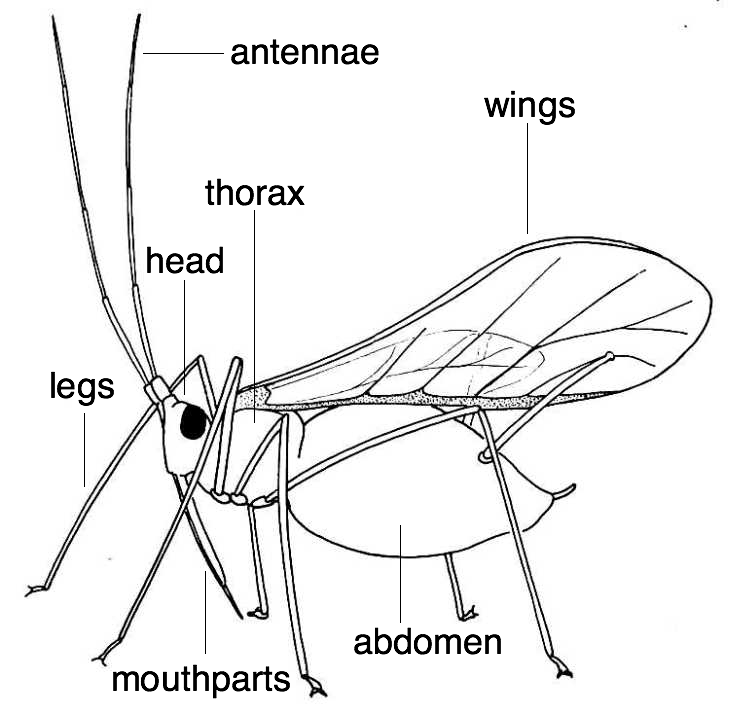 antennae
wings
thorax
head
legs
abdomen
mouthparts